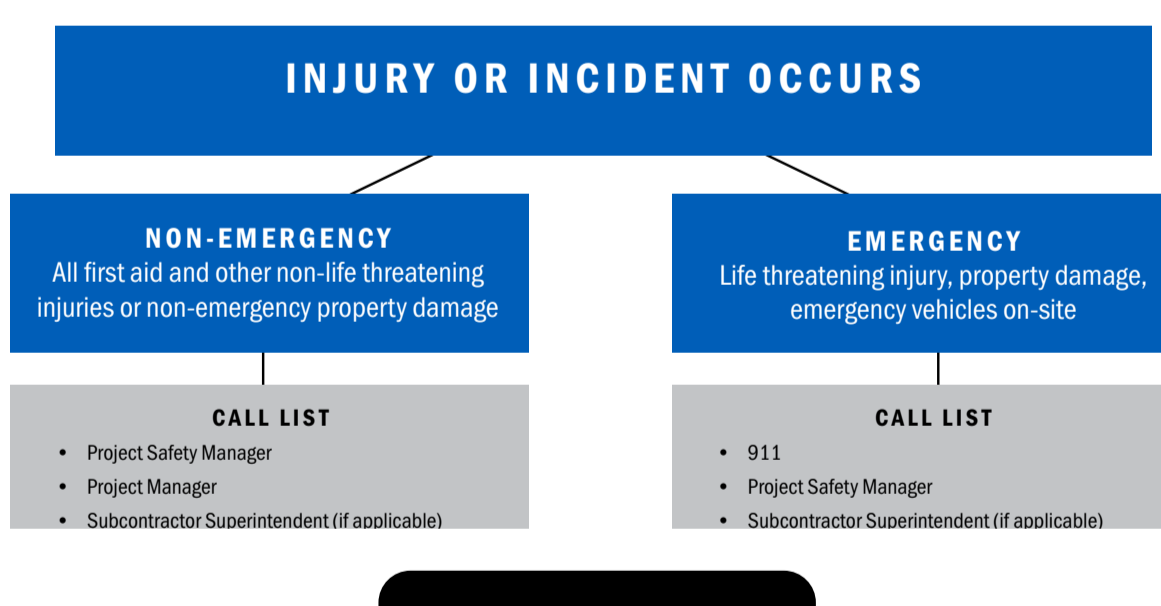 INJURY OR INCIDENT OCCURS
NON-EMERGENCY
All first aid and other non-life threatening
injuries or non-emergency property damage
CALL LIST
• Project Safety Manager
• Project Manager
• Subcontractor Superintendent (if applicable)
EMERGENCY
Life threatening injury, property damage,
emergency vehicles on-site
CALL LIST
• 911
• Project Safety Manager
• Subcontractor Superintendent (if applicable)